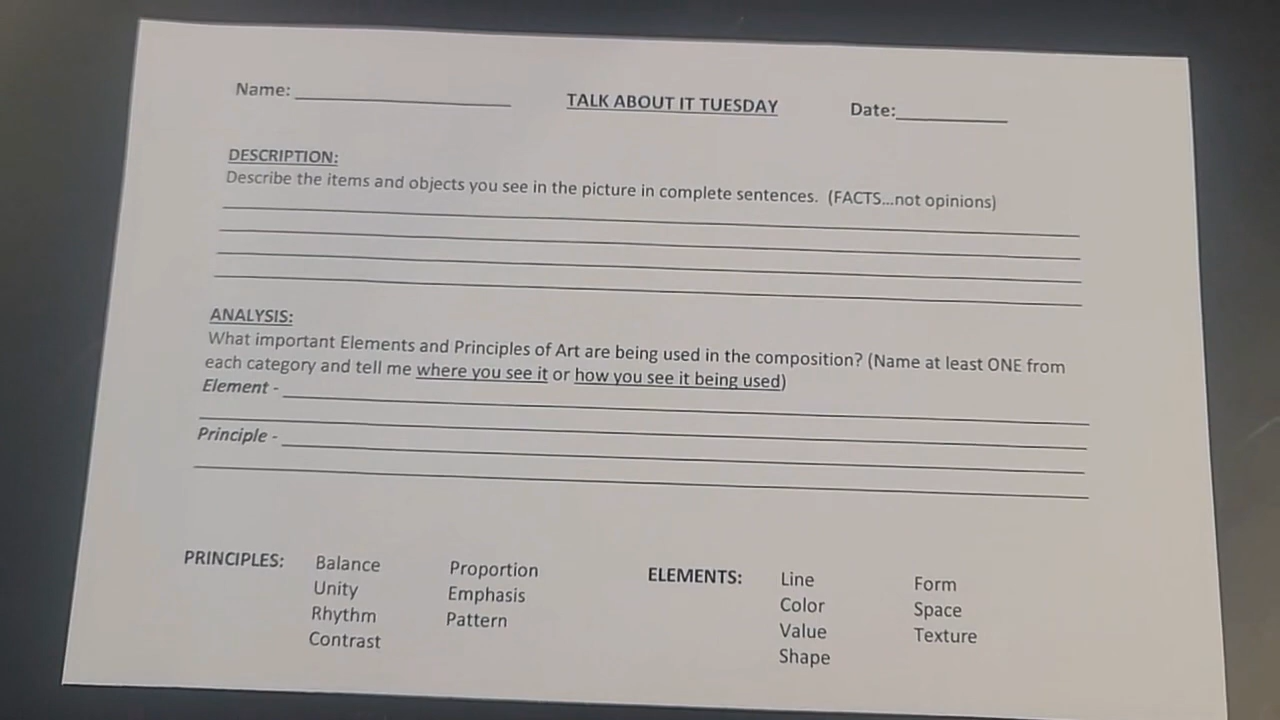 Name: ____________________ TALK ABOUT IT TUESDAY Date:__________
DESCRIPTION:
Describe the items and objects you see in the picture in complete sentences. (FACTS...not opinions)
ANALYSIS:
What important Elements and Principles of Art are being used in the composition? (Name at least ONE from
each category and tell me where you see it or how you see it being used)
Element -
Principle -
PRINCIPLES: Balance Proportion ELEMENTS: Line Form
Unity Emphasis Color Space
Rhythm Pattern Value Texture
Contrast Shape